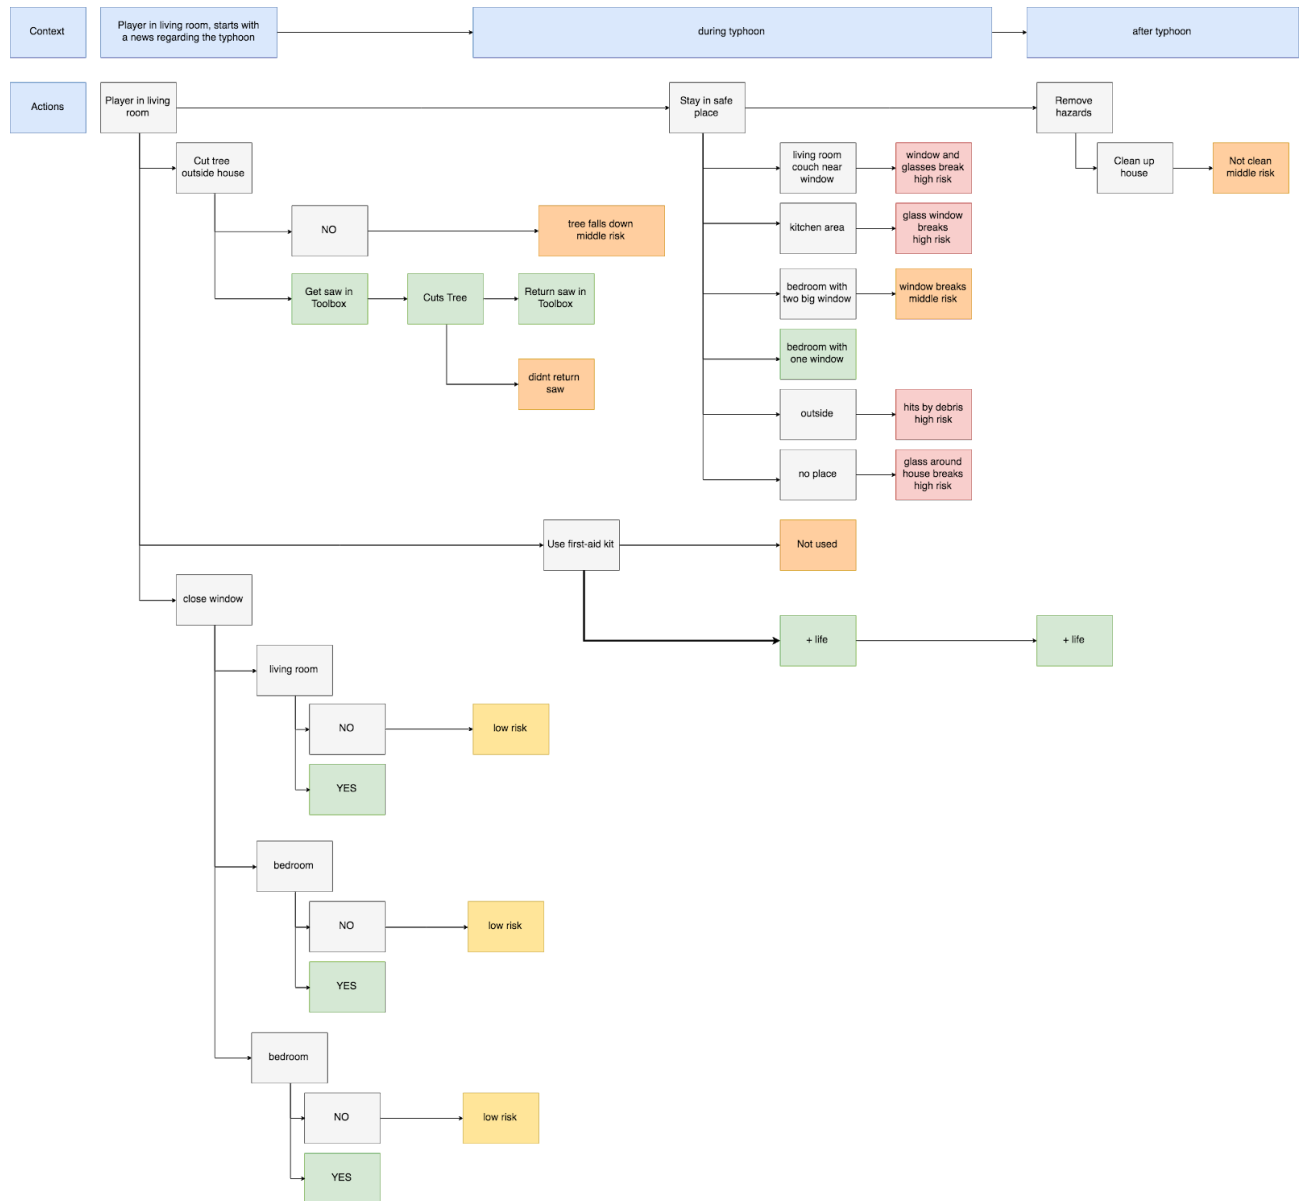 Context
Player in living room, starts with
a news regarding the typhoon
during typhoon
after typhoon
Actions
Player in living
room
Stay in safe
place
Remove
hazards
Cut tree
outside house
living room
couch near
window
window and
glasses break
high risk
Clean up
house
Not clean
middle risk
NO
tree falls down
middle risk
kitchen area
glass window
breaks
high risk
Get saw in
Toolbox
Cuts Tree
Return saw in
Toolbox
bedroom with
two big window
window breaks
middle risk
bedroom with
one window
didnt return
saw
outside
hits by debris
high risk
no place
glass around
house breaks
high risk
Use first-aid kit
Not used
close window
+ life
+ life
living room
NO
low risk
YES
bedroom
NO
low risk
YES
bedroom
NO
low risk
YES